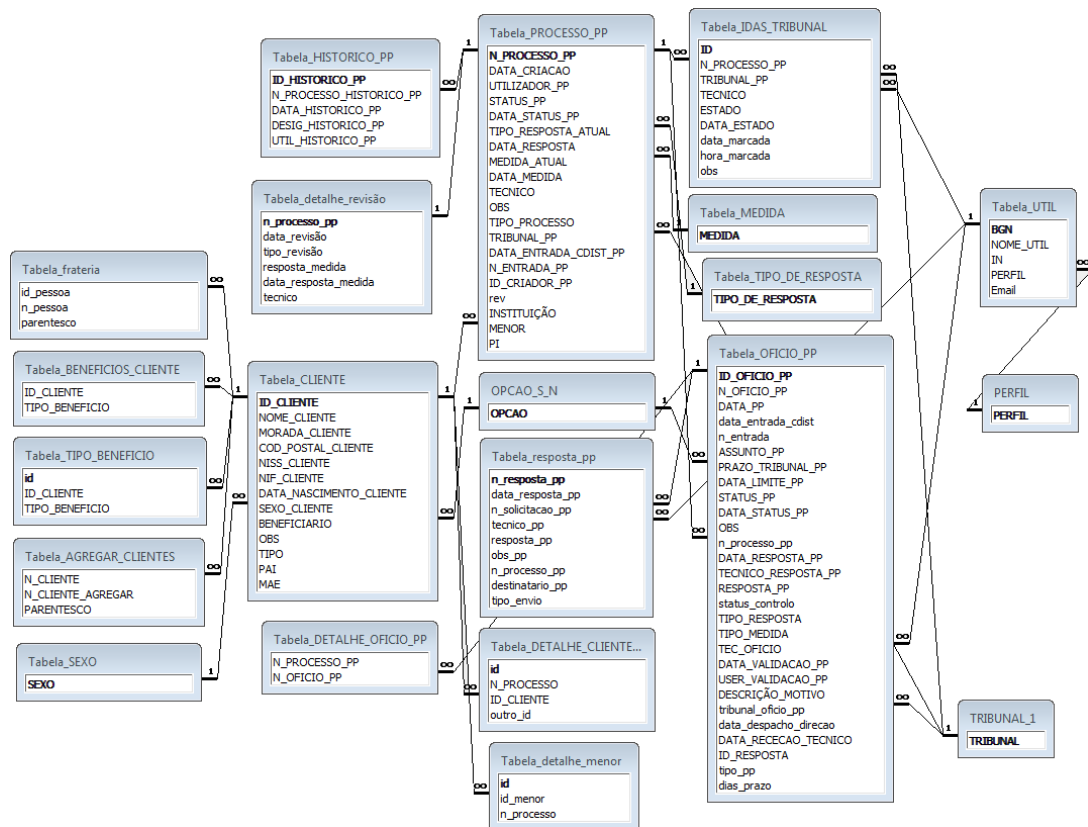 Tabela_HISTORICO_PP
ID_HISTORICO_PP
N_PROCESSO_HISTORICO_PP
DATA_HISTORICO_PP
DESIG_HISTORICO_PP
UTIL_HISTORICO_PP
Tabela_detalhe_revisão
n_processo_pp
data_revisão
tipo_revisão
resposta_medida
data_resposta_medida
tecnico
Tabela_frateria
id_pessoa
n_pessoa
parentesco
Tabela_BENEFICIOS_CLIENTE
ID_CLIENTE
TIPO_BENEFICIO
Tabela_TIPO_BENEFICIO
id
ID_CLIENTE
TIPO_BENEFICIO
Tabela_AGREGAR_CLIENTES
N_CLIENTE
N_CLIENTE_AGREGAR
PARENTESCO
Tabela_SEXO
SEXO
Tabela_CLIENTE
ID_CLIENTE
NOME_CLIENTE
MORADA_CLIENTE
COD_POSTAL_CLIENTE
NISS_CLIENTE
NIF_CLIENTE
DATA_NASCIMENTO_CLIENTE
SEXO_CLIENTE
BENEFICIARIO
OBS
TIPO
PAI
MAE
Tabela_DETALHE_OFICIO_PP
N_PROCESSO_PP
N_OFICIO_PP
Tabela_PROCESSO_PP
N_PROCESSO_PP
DATA_CRIACAO
UTILIZADOR_PP
STATUS_PP
DATA_STATUS_PP
TIPO_RESPOSTA_ATUAL
DATA_RESPOSTA
MEDIDA_ATUAL
DATA_MEDIDA
TECNICO
OBS
TIPO_PROCESSO
TRIBUNAL_PP
DATA_ENTRADA_CDIST_PP
N_ENTRADA_PP
ID_CRIADOR_PP
rev
INSTITUIÇÃO
MENOR
PI
OPCAO_S_N
OPCAO
Tabela_resposta_pp
n_resposta_pp
data_resposta_pp
n_solicitacao_pp
tecnico_pp
resposta_pp
obs_pp
n_processo_pp
destinatario_pp
tipo_envio
Tabela_DETALHE_CLIENTE...
id
N_PROCESSO
ID_CLIENTE
outro_id
Tabela_detalhe_menor
id
id_menor
n_processo
Tabela_IDAS_TRIBUNAL
ID
N_PROCESSO_PP
TRIBUNAL_PP
TECNICO
ESTADO
DATA_ESTADO
data_marcada
hora_marcada
obs
Tabela_MEDIDA
MEDIDA
Tabela_TIPO_DE_RESPOSTA
TIPO_DE_RESPOSTA
Tabela_OFICIO_PP
ID_OFICIO_PP
N_OFICIO_PP
DATA_PP
data_entrada_cdist
n_entrada
ASSUNTO_PP
PRAZO_TRIBUNAL_PP
DATA_LIMITE_PP
STATUS_PP
DATA_STATUS_PP
OBS
n_processo_pp
DATA_RESPOSTA_PP
TECNICO_RESPOSTA_PP
RESPOSTA_PP
status_controlo
TIPO_RESPOSTA
TIPO_MEDIDA
TEC_OFICIO
DATA_VALIDACAO_PP
USER_VALIDACAO_PP
DESCRIÇÃO_MOTIVO
tribunal_oficio_pp
data_despacho_direcao
DATA_RECECAO_TECNICO
ID_RESPOSTA
tipo_pp
dias_prazo
Tabela_UTIL
BGN
NOME_UTIL
IN
PERFIL
Email
PERFIL
PERFIL
TRIBUNAL_1
TRIBUNAL